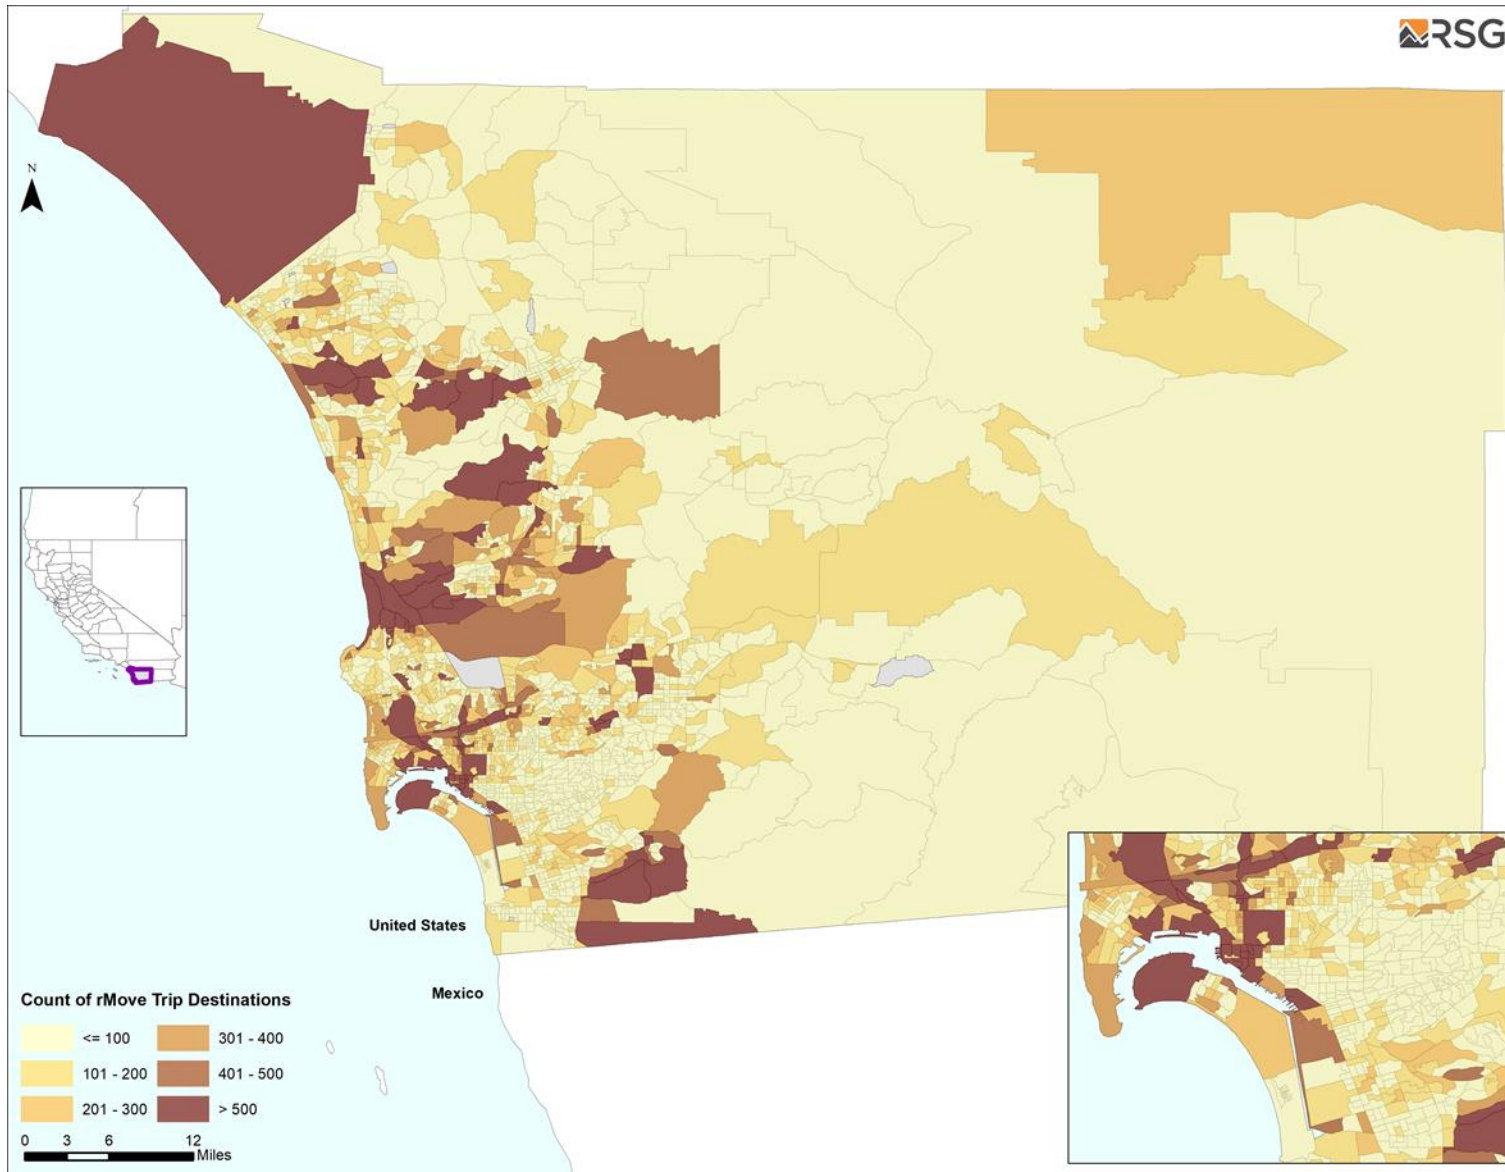 RSG
N
United States
Mexico
Count of rMove Trip Destinations
<= 100
301 - 400
101 - 200
401 - 500
201 - 300
> 500
0 3 6 12
Miles